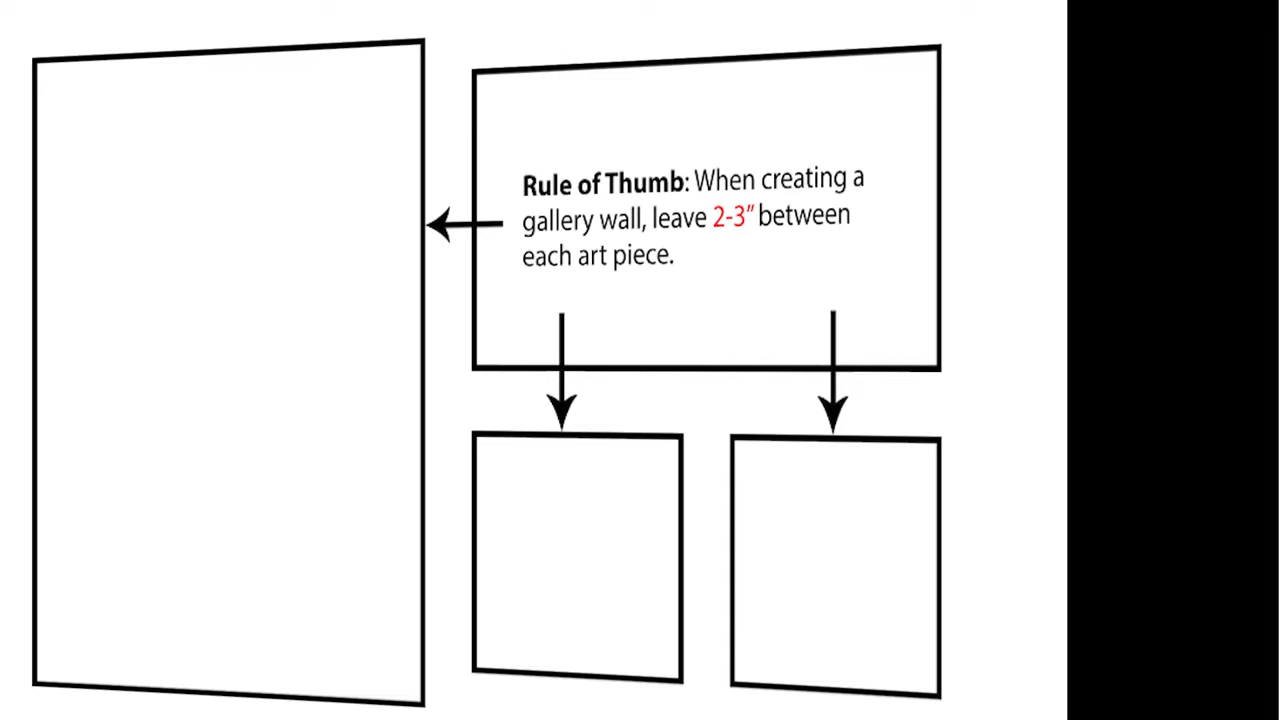 Rule of Thumb: When creating a
gallery wall, leave 2-3” between
each art piece.